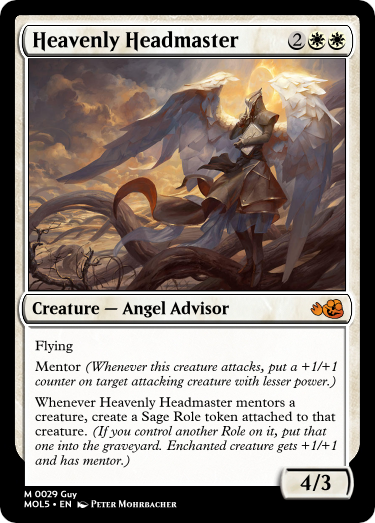 Heavenly Headmaster 2
Creature — Angel Advisor
Flying
Mentor (Whenever this creature attacks, put a +1/+1
counter on target attacking creature with lesser power.)
Whenever Heavenly Headmaster mentors a
creature, create a Sage Role token attached to that
creature. (If you control another Role on it, put that
one into the graveyard. Enchanted creature gets +1/+1
and has mentor.)
4/3
M 0029 Guy
MOL5 • EN Peter Mohrbacher